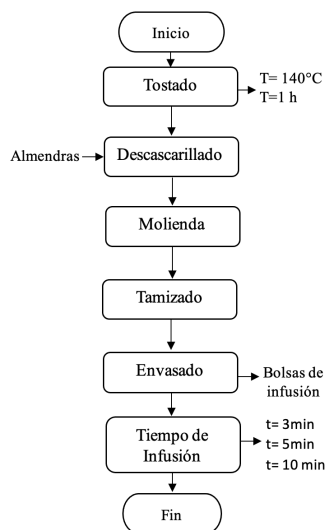 Inicio
Tostado
T= 140°C
T=1 h
Almendras
Descascarillado
Molienda
Tamizado
Envasado
Bolsas de
infusión
Tiempo de
Infusión
t= 3min
t= 5min
t= 10 min
Fin